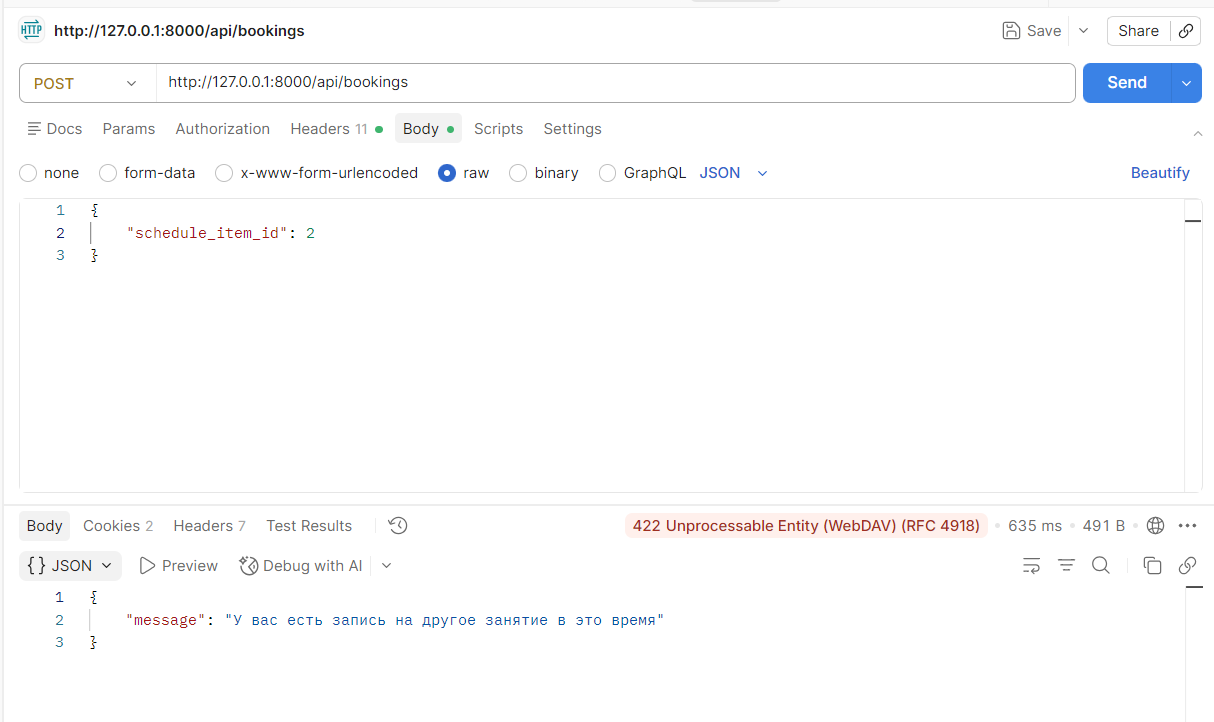 HTTP http://127.0.0.1:8000/api/bookings Save Share
POST http://127.0.0.1:8000/api/bookings Send
Docs Params Authorization Headers 11 Body Scripts Settings
none form-data x-www-form-urlencoded raw binary GraphQL JSON Beautify
1 {
2 "schedule_item_id": 2
3 }
Body Cookies 2 Headers 7 Test Results 422 Unprocessable Entity (WebDAV) (RFC 4918) 635 ms 491 B
{} JSON Preview Debug with AI
1 {
2 "message": "У вас есть запись на другое занятие в это время"
3 }